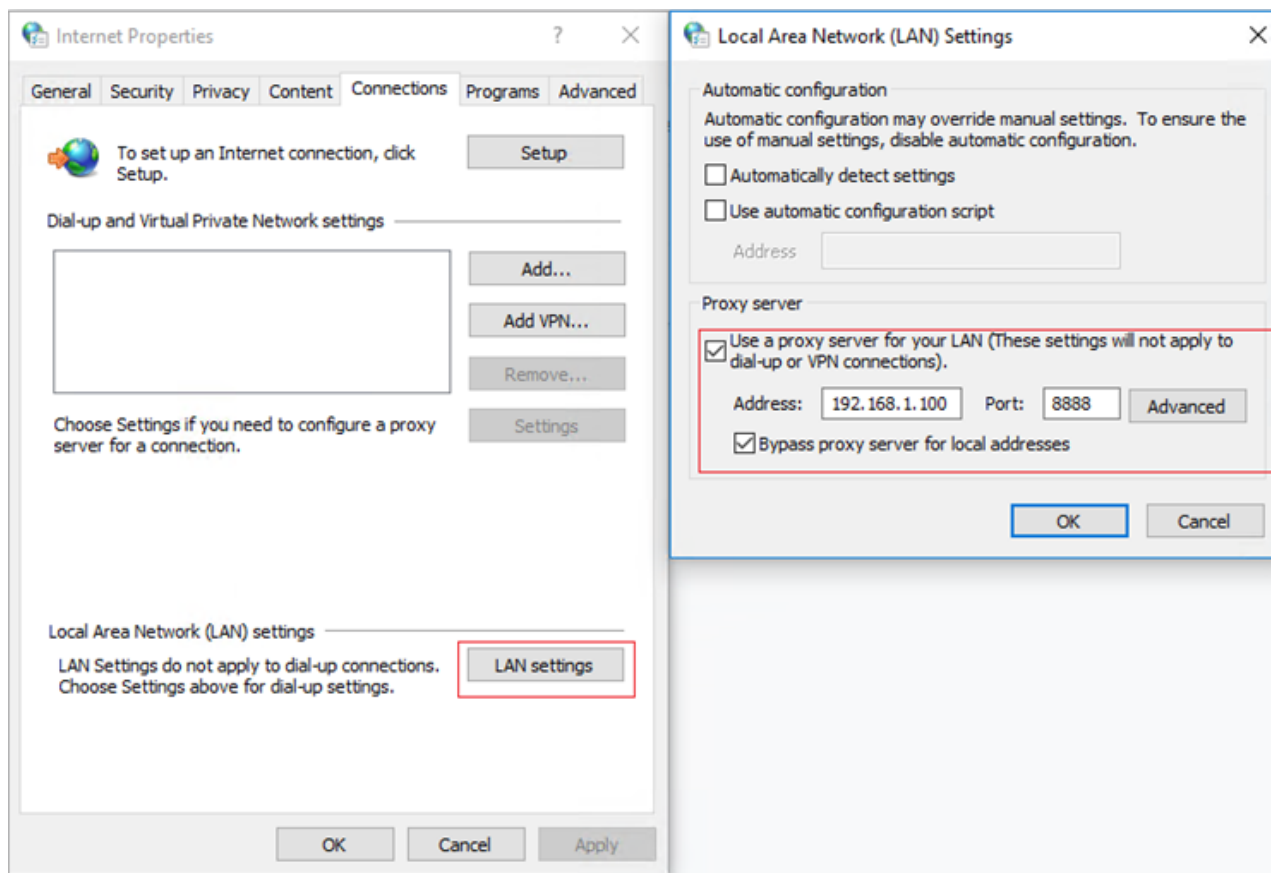 Internet Properties
?
General Security Privacy Content Connections Programs Advanced
To set up an Internet connection, click
Setup.
Setup
Dial-up and Virtual Private Network settings
Add...
Add VPN...
Remove...
Choose Settings if you need to configure a proxy
server for a connection.
Settings
Local Area Network (LAN) settings
LAN Settings do not apply to dial-up connections.
Choose Settings above for dial-up settings.
LAN settings
OK Cancel Apply
Local Area Network (LAN) Settings
Automatic configuration
Automatic configuration may override manual settings. To ensure the
use of manual settings, disable automatic configuration.
Automatically detect settings
Use automatic configuration script
Address
Proxy server
Use a proxy server for your LAN (These settings will not apply to
dial-up or VPN connections).
Address: 192.168.1.100 Port: 8888 Advanced
Bypass proxy server for local addresses
OK Cancel